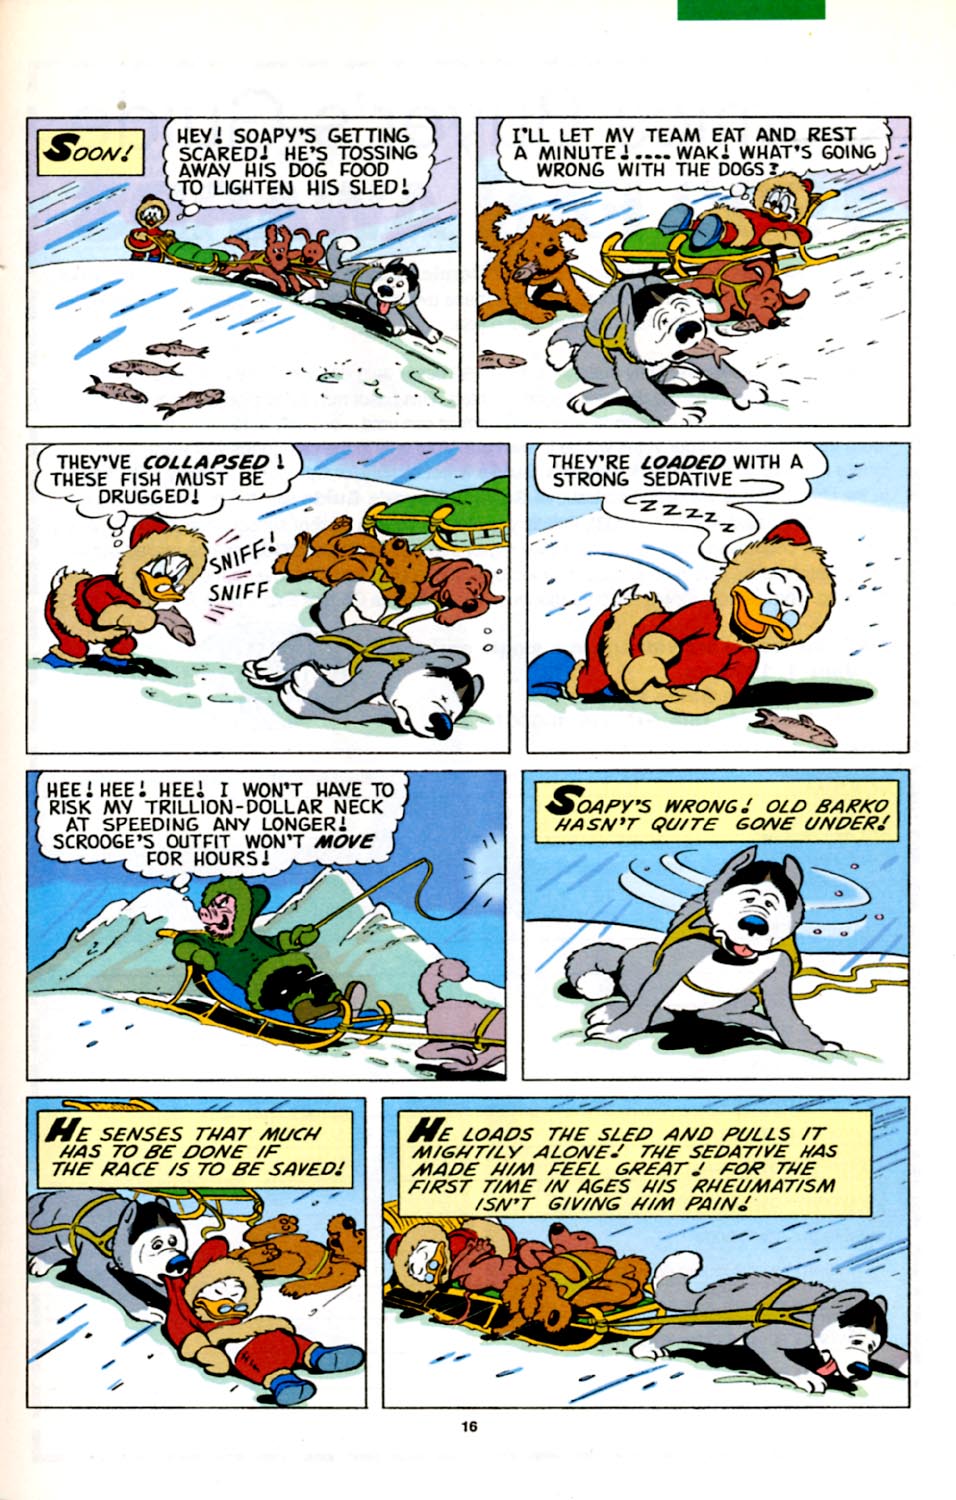 SOON!
HEY! SOAPY'S GETTING
SCARED! HE'S TOSSING
AWAY HIS DOG FOOD
TO LIGHTEN HIS SLED!
I'LL LET MY TEAM EAT AND REST
A MINUTE!.... WAK! WHAT'S GOING
WRONG WITH THE DOGS?
THEY'VE COLLAPSED!
THESE FISH MUST BE
DRUGGED!
SNIFF!
SNIFF
THEY'RE LOADED WITH A
STRONG SEDATIVE
ZZZZZ
HEE! HEE! HEE! I WON'T HAVE TO
RISK MY TRILLION-DOLLAR NECK
AT SPEEDING ANY LONGER!
SCROOGE'S OUTFIT WON'T MOVE
FOR HOURS!
SOAPY'S WRONG! OLD BARKO
HASN'T QUITE GONE UNDER!
HE SENSES THAT MUCH
HAS TO BE DONE IF
THE RACE IS TO BE SAVED!
HE LOADS THE SLED AND PULLS IT
MIGHTILY ALONE! THE SEDATIVE HAS
MADE HIM FEEL GREAT! FOR THE
FIRST TIME IN AGES HIS RHEUMATISM
ISN'T GIVING HIM PAIN!
16